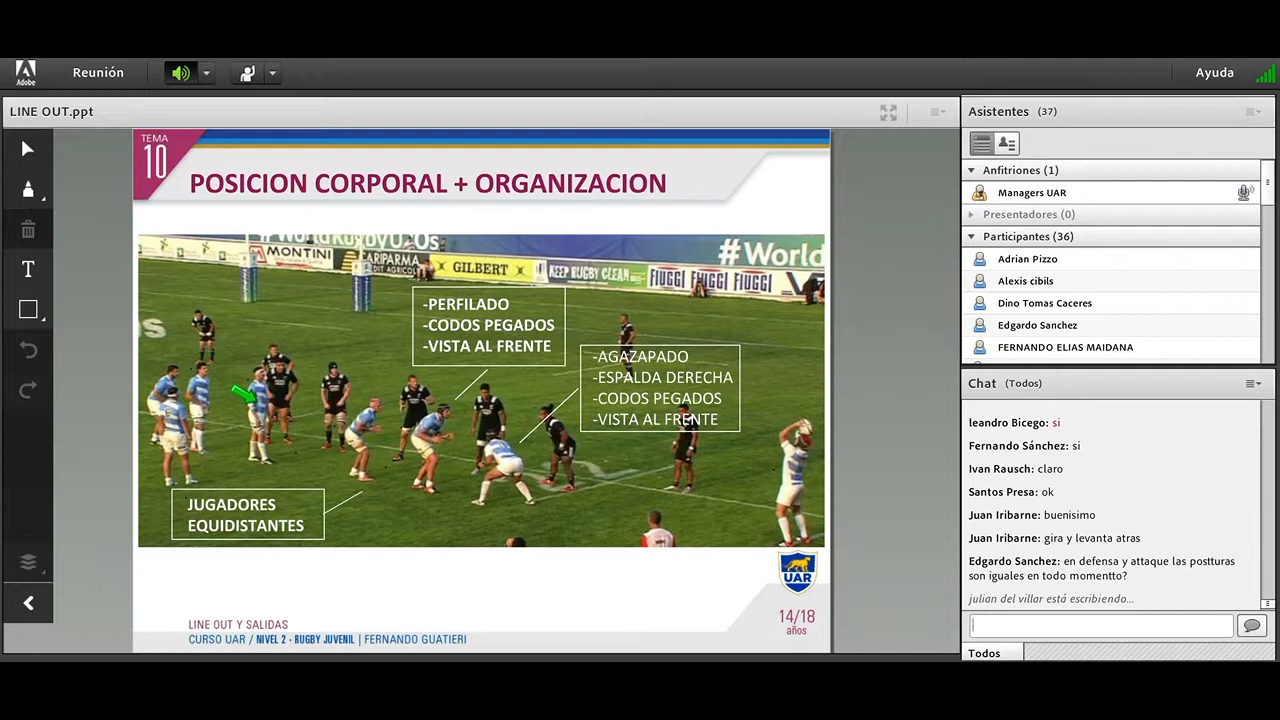 Adobe
Reunión
Ayuda
LINE OUT.ppt
TEMA
10
POSICION CORPORAL + ORGANIZACION
#WorldRugbyU20s
#World
MONTINI
CARIPARMA
CREDIT AGRICOLE
GILBERT
KEEP RUGBY CLEAN
FIUGGI FIUGGI FIUGGI
-PERFILADO
-CODOS PEGADOS
-VISTA AL FRENTE
-AGAZAPADO
-ESPALDA DERECHA
-CODOS PEGADOS
-VISTA AL FRENTE
JUGADORES
EQUIDISTANTES
UAR
LINE OUT Y SALIDAS
CURSO UAR / NIVEL 2 - RUGBY JUVENIL | FERNANDO GUATIERI
14/18
años
T
Asistentes (37)
Anfitriones (1)
Managers UAR
Presentadores (0)
Participantes (36)
Adrian Pizzo
Alexis cibils
Dino Tomas Caceres
Edgardo Sanchez
FERNANDO ELIAS MAIDANA
Chat (Todos)
leandro Bicego: si
Fernando Sánchez: si
Ivan Rausch: claro
Santos Presa: ok
Juan Iribarne: buenisimo
Juan Iribarne: gira y levanta atras
Edgardo Sanchez: en defensa y attaque las postturas
son iguales en todo momentto?
julian del villar está escribiendo...
Todos